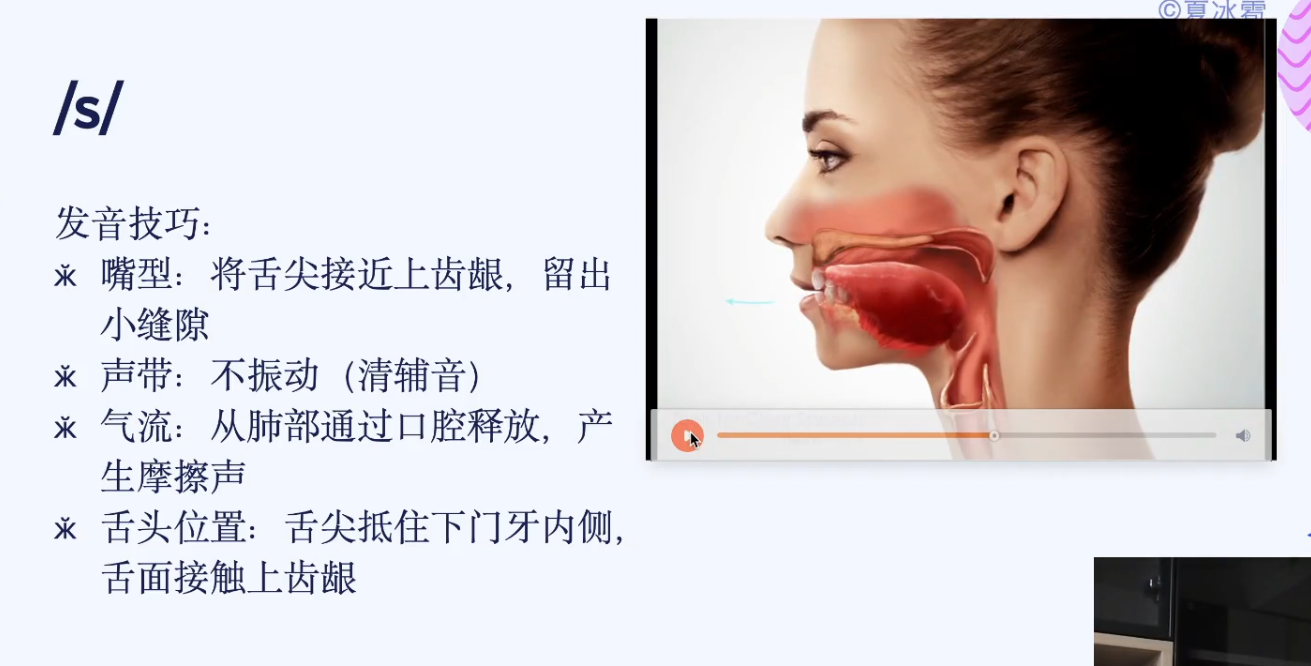 ©夏冰雹
/s/
发音技巧：
ӂ 嘴型：将舌尖接近上齿龈，留出
小缝隙
ӂ 声带：不振动（清辅音）
ӂ 气流：从肺部通过口腔释放，产
生摩擦声
ӂ 舌头位置：舌尖抵住下门牙内侧，
舌面接触上齿龈